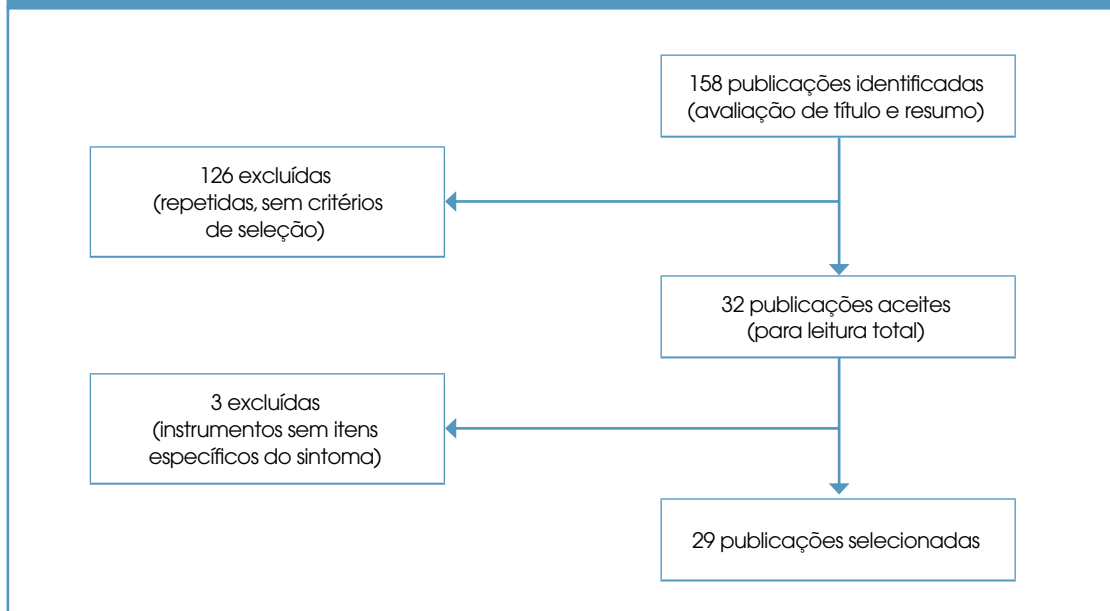 158 publicações identificadas
(avaliação de título e resumo)
126 excluídas
(repetidas, sem critérios
de seleção)
32 publicações aceites
(para leitura total)
3 excluídas
(instrumentos sem itens
específicos do sintoma)
29 publicações selecionadas